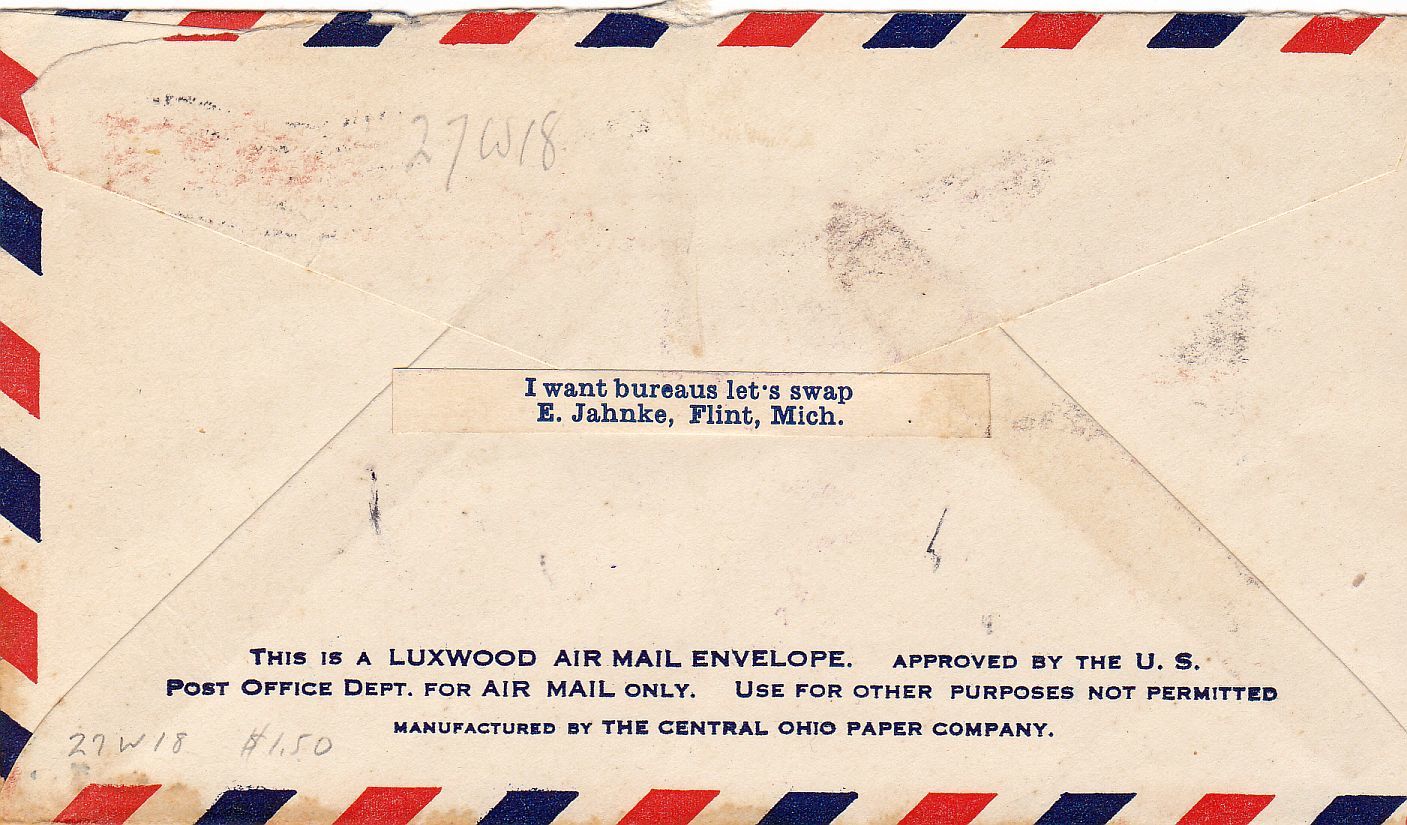 27W18
I want bureaus let's swap
E. Jahnke, Flint, Mich.
THIS IS A LUXWOOD AIR MAIL ENVELOPE. APPROVED BY THE U. S.
POST OFFICE DEPT. FOR AIR MAIL ONLY. USE FOR OTHER PURPOSES NOT PERMITTED
MANUFACTURED BY THE CENTRAL OHIO PAPER COMPANY.
27W18 $1.50